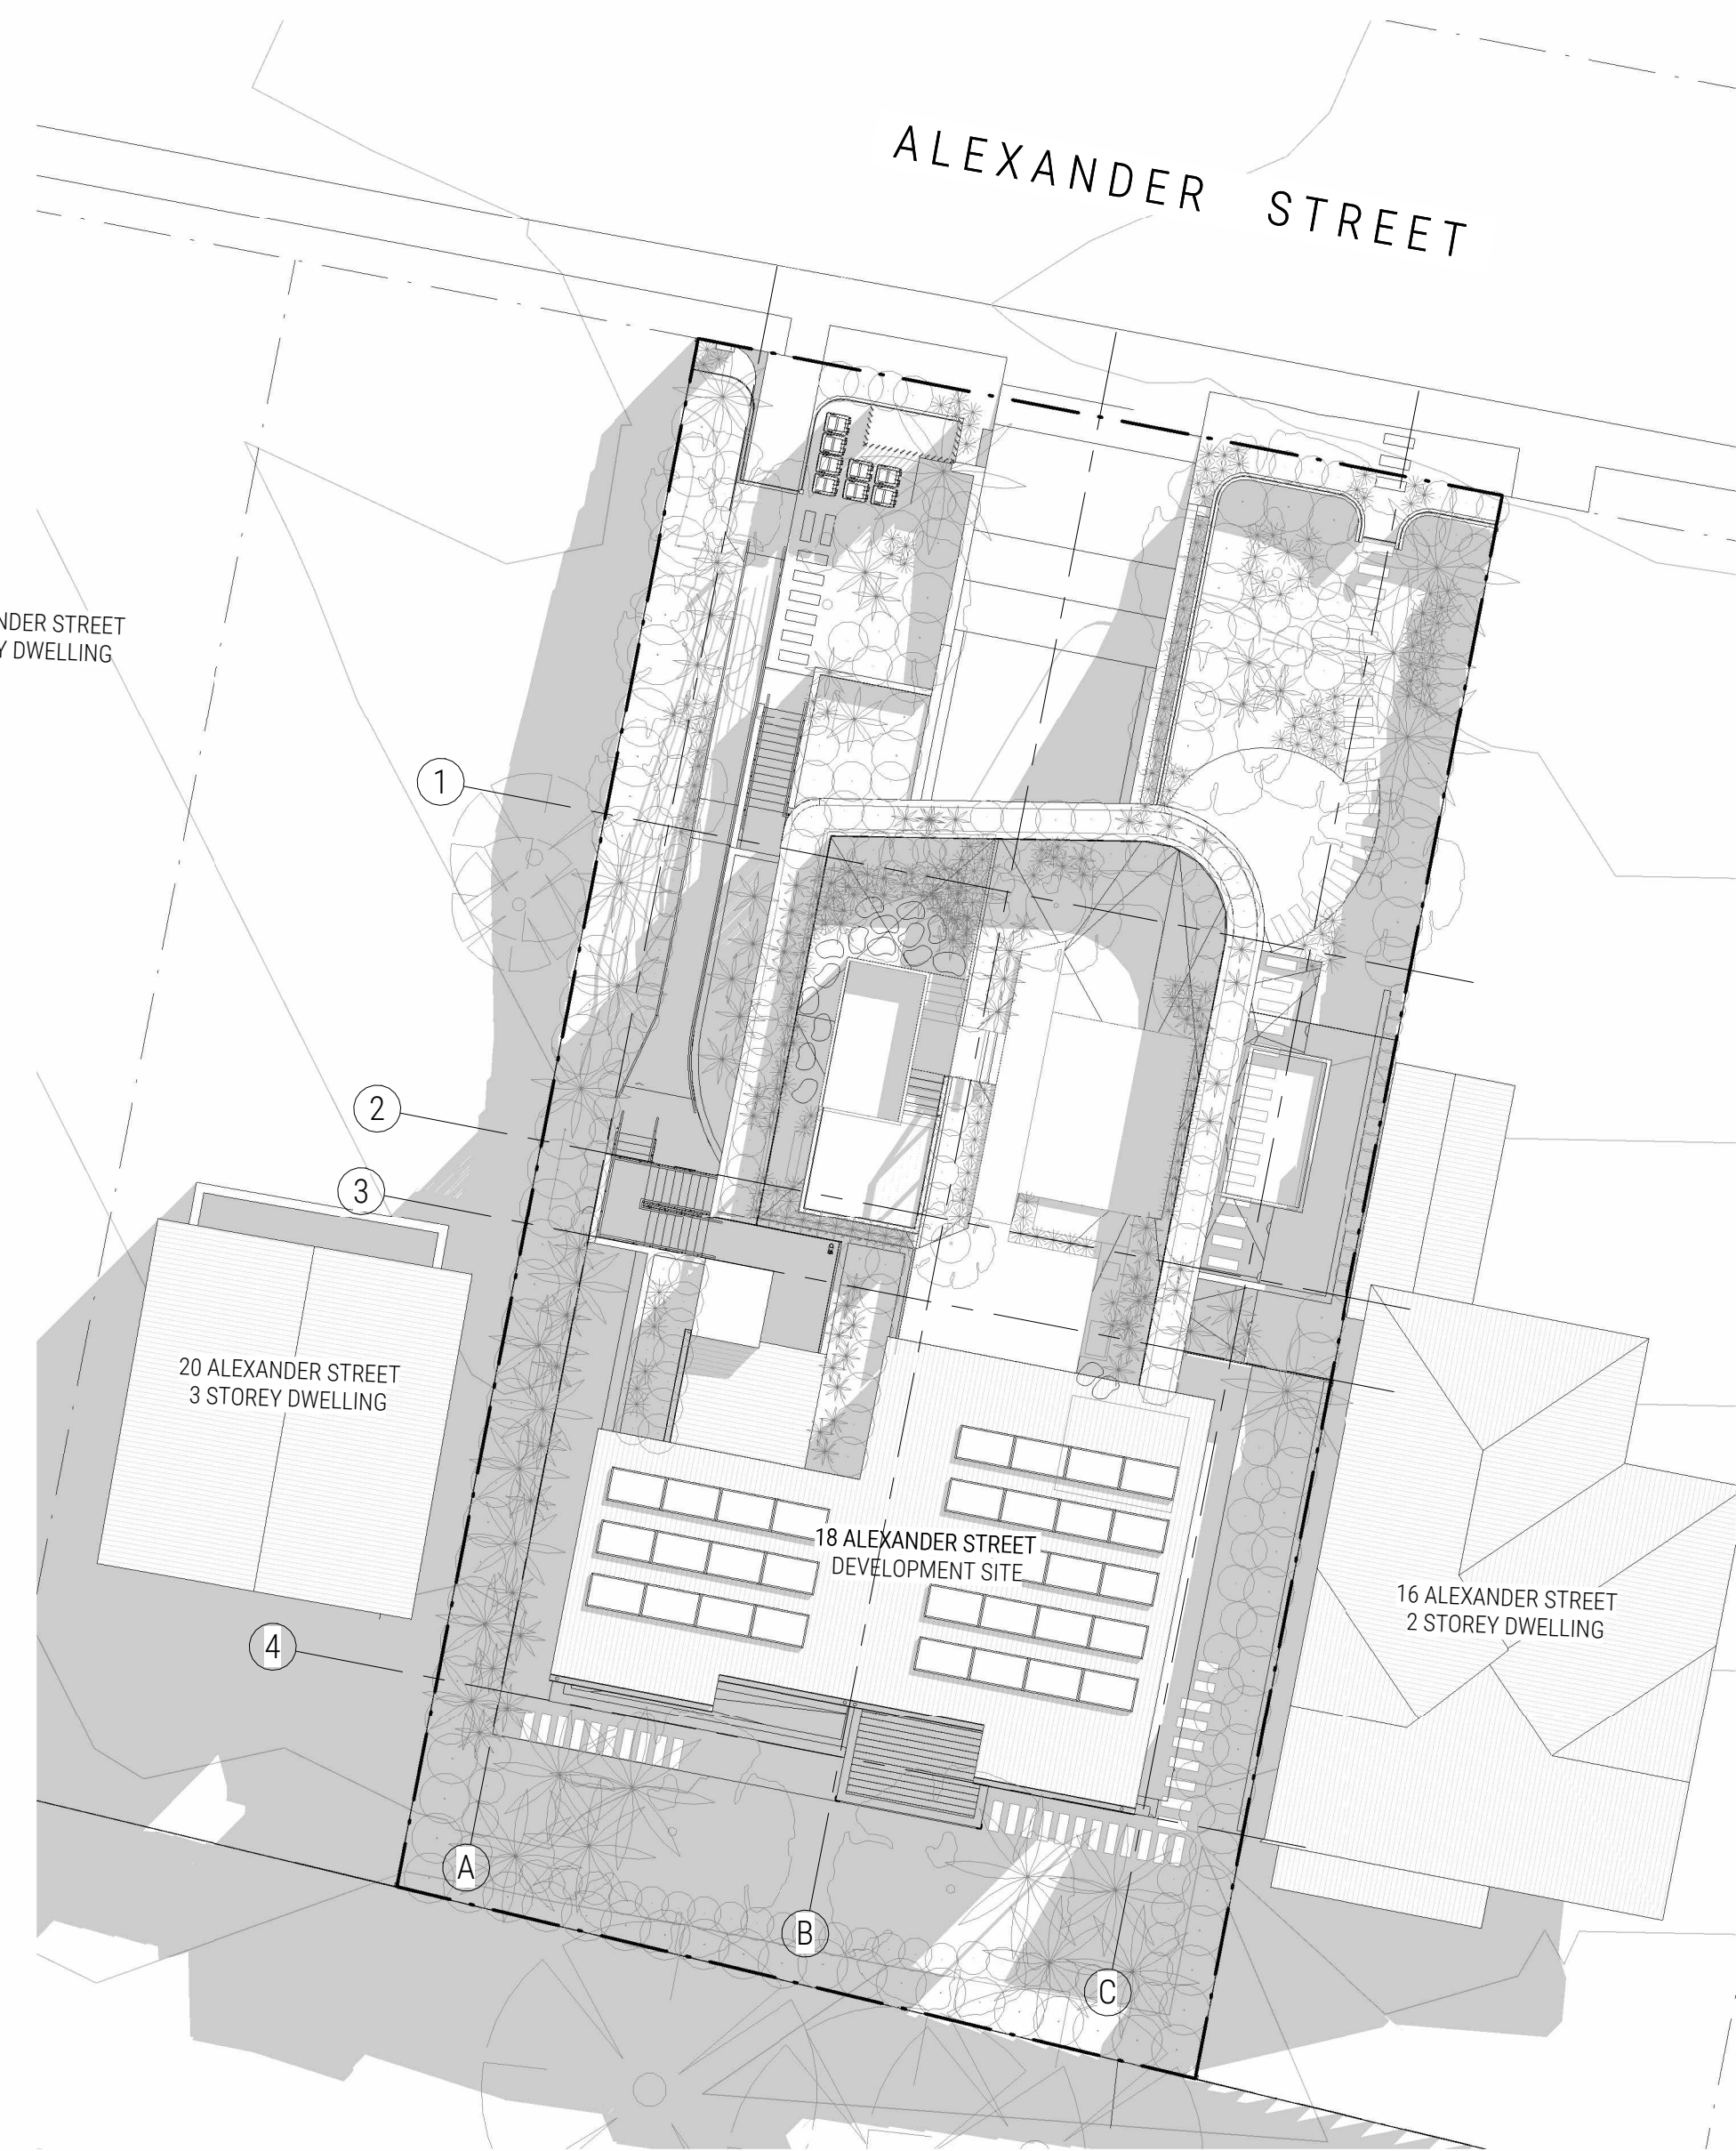 ALEXANDER STREET
NDER STREET
Y DWELLING
1
2
3
20 ALEXANDER STREET
3 STOREY DWELLING
18 ALEXANDER STREET
DEVELOPMENT SITE
16 ALEXANDER STREET
2 STOREY DWELLING
4
A
B
C